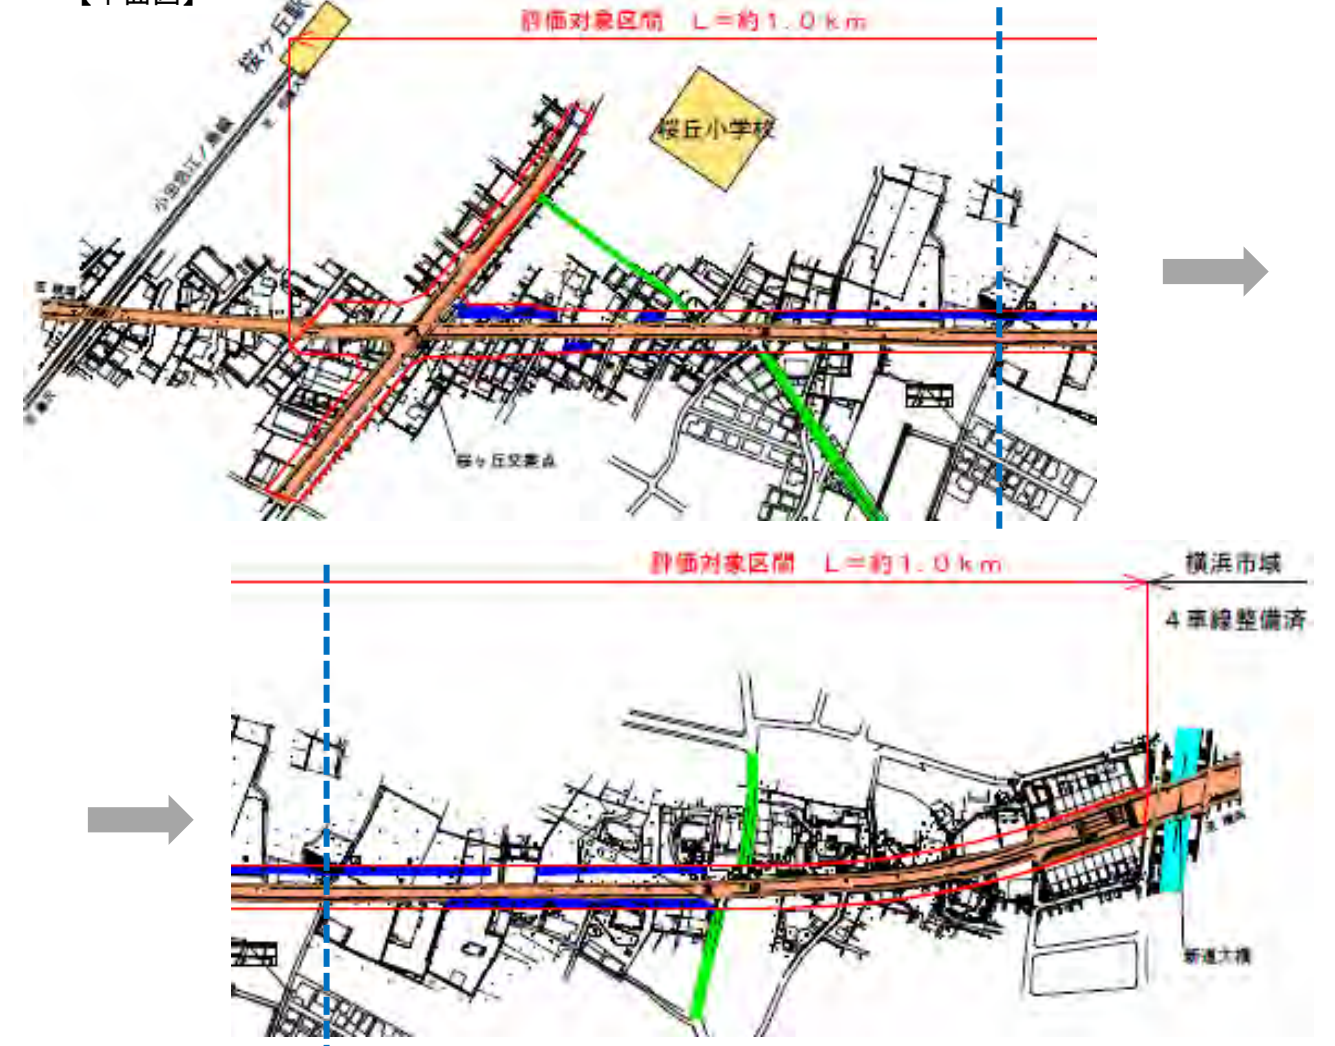 【平面図】
評価対象区間　L＝約1.0km
桜ヶ丘駅
桜丘小学校
小田急江ノ島線
桜ヶ丘交差点
評価対象区間　L＝約1.0km
横浜市域
4車線整備済
至 横浜
新道大橋